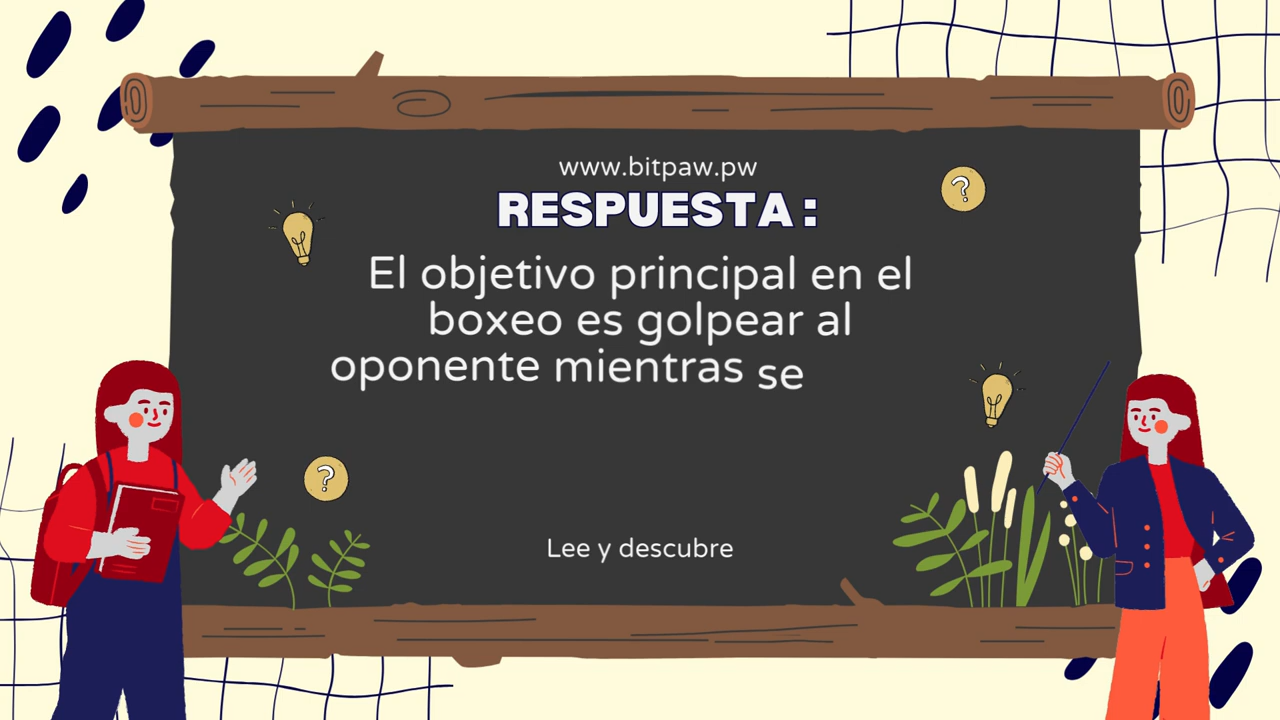 www.bitpaw.pw
RESPUESTA:
El objetivo principal en el
boxeo es golpear al
oponente mientras se
?
?
Lee y descubre